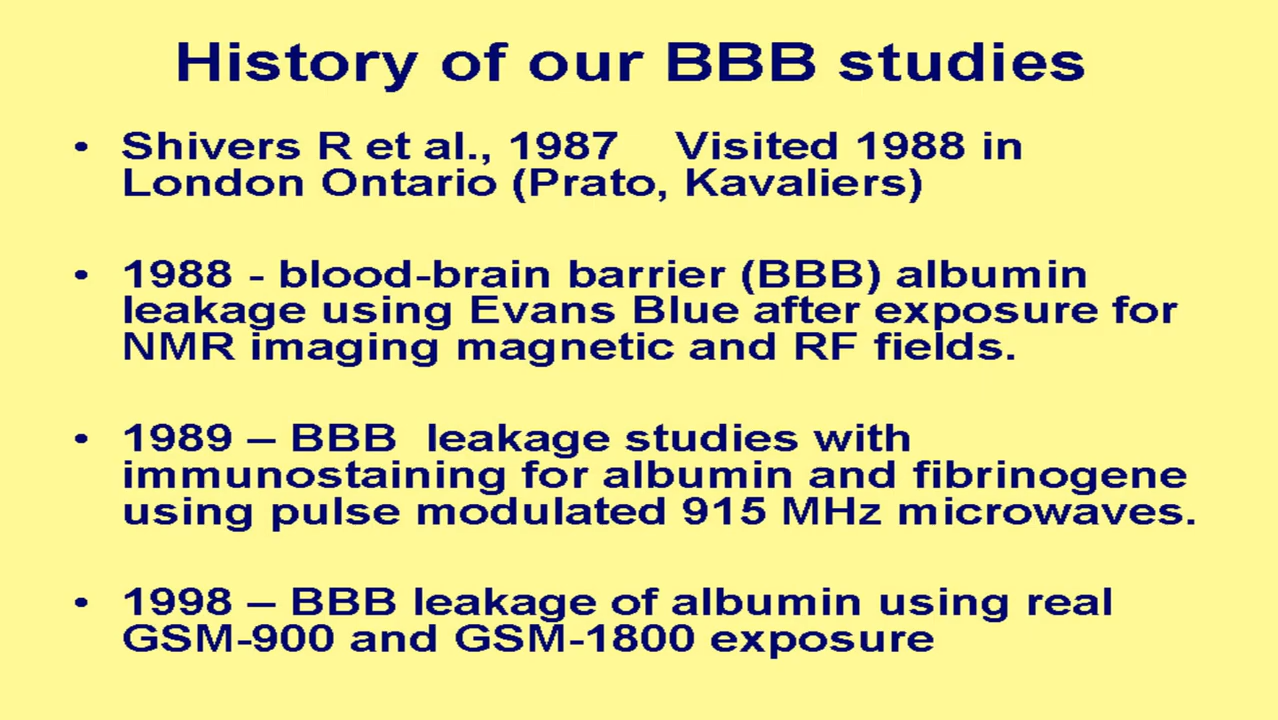 History of our BBB studies
• Shivers R et al., 1987 Visited 1988 in
London Ontario (Prato, Kavaliers)
• 1988 - blood-brain barrier (BBB) albumin
leakage using Evans Blue after exposure for
NMR imaging magnetic and RF fields.
• 1989 – BBB leakage studies with
immunostaining for albumin and fibrinogene
using pulse modulated 915 MHz microwaves.
• 1998 – BBB leakage of albumin using real
GSM-900 and GSM-1800 exposure